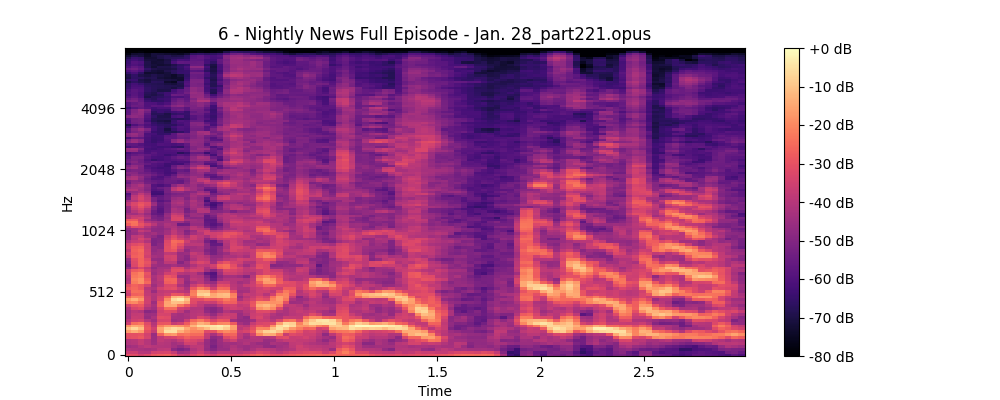 6 - Nightly News Full Episode - Jan. 28_part221.opus
+0 dB
-10 dB
-20 dB
-30 dB
-40 dB
-50 dB
-60 dB
-70 dB
-80 dB
4096
2048
1024
512
0
Hz
0
0.5
1
1.5
2
2.5
Time